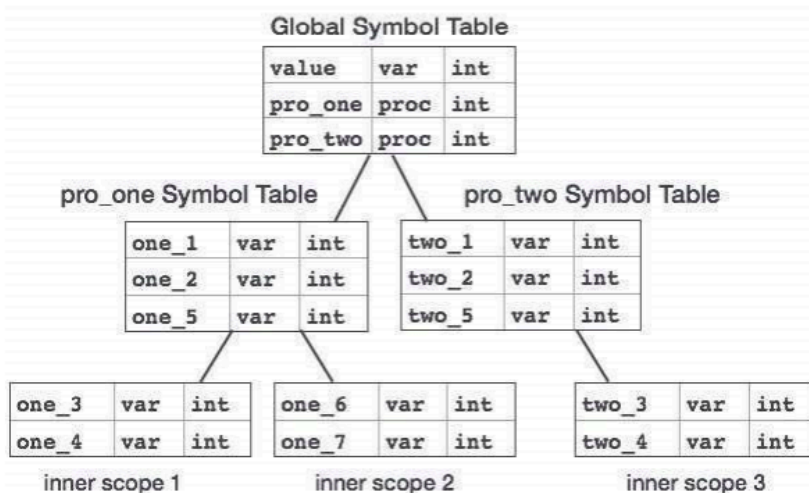 Global Symbol Table
value var int
pro_one proc int
pro_two proc int
pro_one Symbol Table
pro_two Symbol Table
one_1 var int
one_2 var int
one_5 var int
two_1 var int
two_2 var int
two_5 var int
one_3 var int
one_4 var int
inner scope 1
one_6 var int
one_7 var int
inner scope 2
two_3 var int
two_4 var int
inner scope 3